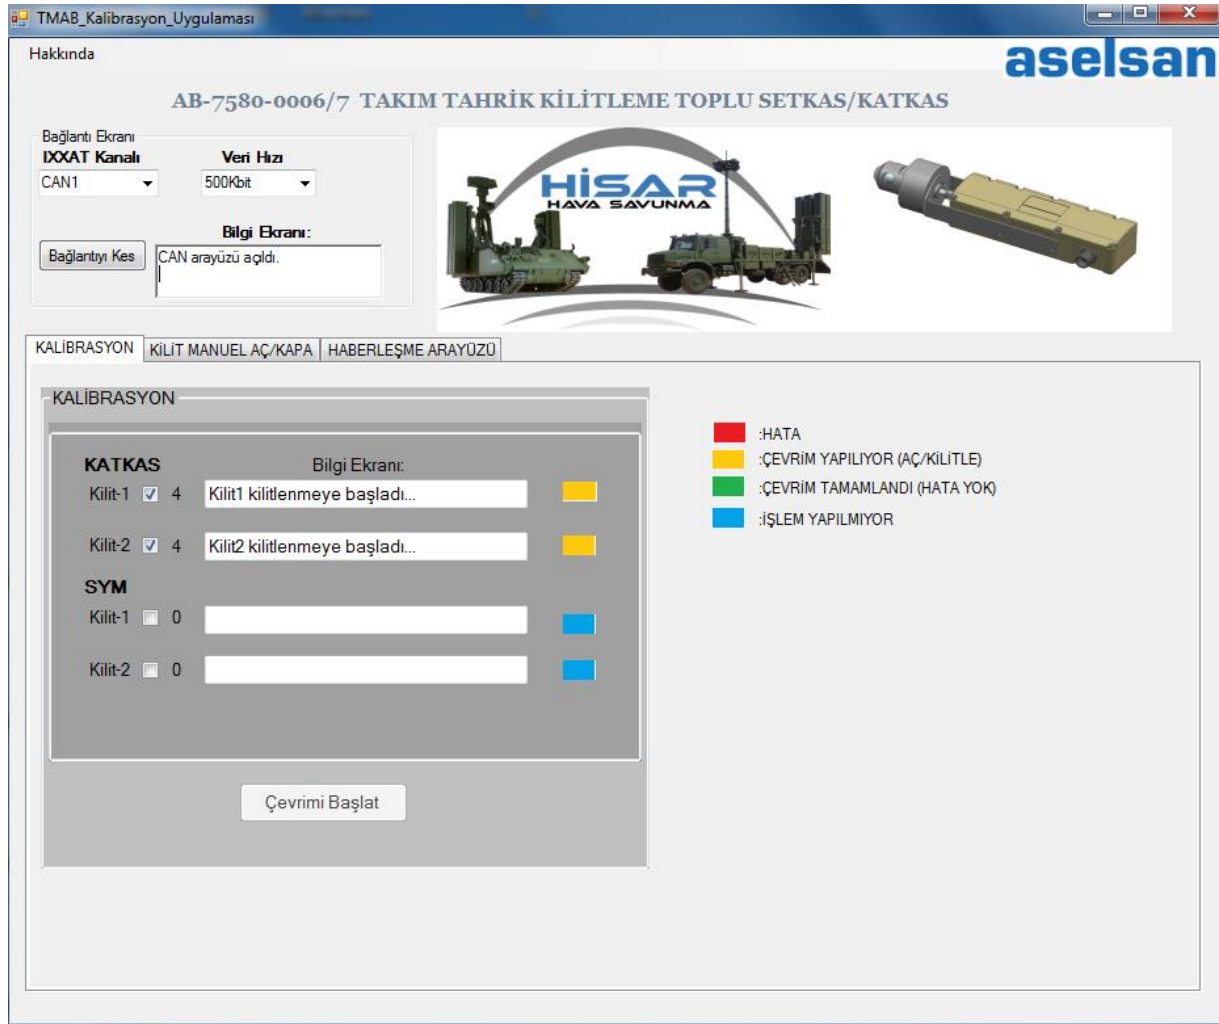 TMAB_Kalibrasyon_Uygulaması
Hakkında
aselsan
AB-7580-0006/7 TAKIM TAHRİK KİLİTLEME TOPLU SETKAS/KATKAS
Bağlantı Ekranı
IXXAT Kanalı Veri Hızı
CAN1 500Kbit
Bilgi Ekranı:
Bağlantıyı Kes CAN arayüzü açıldı.
HİSAR
HAVA SAVUNMA
KALİBRASYON KİLİT MANUEL AÇ/KAPA HABERLEŞME ARAYÜZÜ
KALİBRASYON
KATKAS Bilgi Ekranı:
Kilit-1 4 Kilit1 kilitlenmeye başladı...
Kilit-2 4 Kilit2 kilitlenmeye başladı...
SYM
Kilit-1 0
Kilit-2 0
Çevrimi Başlat
:HATA
:ÇEVRİM YAPILIYOR (AÇ/KİLİTLE)
:ÇEVRİM TAMAMLANDI (HATA YOK)
:İŞLEM YAPILMIYOR